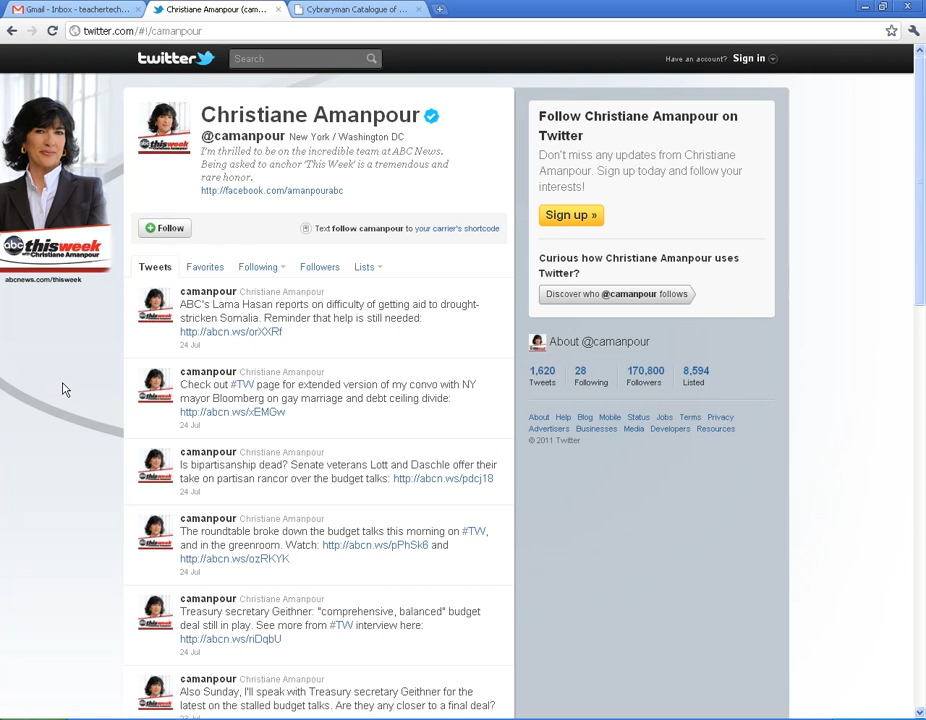 Gmail - Inbox - teachertech...
Christiane Amanpour (cam...
Cybraryman Catalogue of ...
twitter.com/#!/camanpour
twitter
Search
Have an account? Sign in
Christiane Amanpour
@camanpour New York / Washington DC
I'm thrilled to be on the incredible team at ABC News.
Being asked to anchor 'This Week' is a tremendous and
rare honor.
http://facebook.com/amanpourabc
Follow
Text follow camanpour to your carrier's shortcode
abc thisweek
with Christiane Amanpour
abcnews.com/thisweek
Tweets Favorites Following Followers Lists
camanpour Christiane Amanpour
ABC's Lama Hasan reports on difficulty of getting aid to drought-
stricken Somalia. Reminder that help is still needed:
http://abcn.ws/orXXRf
24 Jul
camanpour Christiane Amanpour
Check out #TW page for extended version of my convo with NY
mayor Bloomberg on gay marriage and debt ceiling divide:
http://abcn.ws/xEMGw
24 Jul
camanpour Christiane Amanpour
Is bipartisanship dead? Senate veterans Lott and Daschle offer their
take on partisan rancor over the budget talks: http://abcn.ws/pdcj18
24 Jul
camanpour Christiane Amanpour
The roundtable broke down the budget talks this morning on #TW,
and in the greenroom. Watch: http://abcn.ws/pPhSk6 and
http://abcn.ws/ozRKYK
24 Jul
camanpour Christiane Amanpour
Treasury secretary Geithner: "comprehensive, balanced" budget
deal still in play. See more from #TW interview here:
http://abcn.ws/riDqbU
24 Jul
camanpour Christiane Amanpour
Also Sunday, I'll speak with Treasury secretary Geithner for the
latest on the stalled budget talks. Are they any closer to a final deal?
Follow Christiane Amanpour on
Twitter
Don't miss any updates from Christiane
Amanpour. Sign up today and follow your
interests!
Sign up »
Curious how Christiane Amanpour uses
Twitter?
Discover who @camanpour follows
About @camanpour
1,620 28 170,800 8,594
Tweets Following Followers Listed
About Help Blog Mobile Status Jobs Terms Privacy
Advertisers Businesses Media Developers Resources
© 2011 Twitter